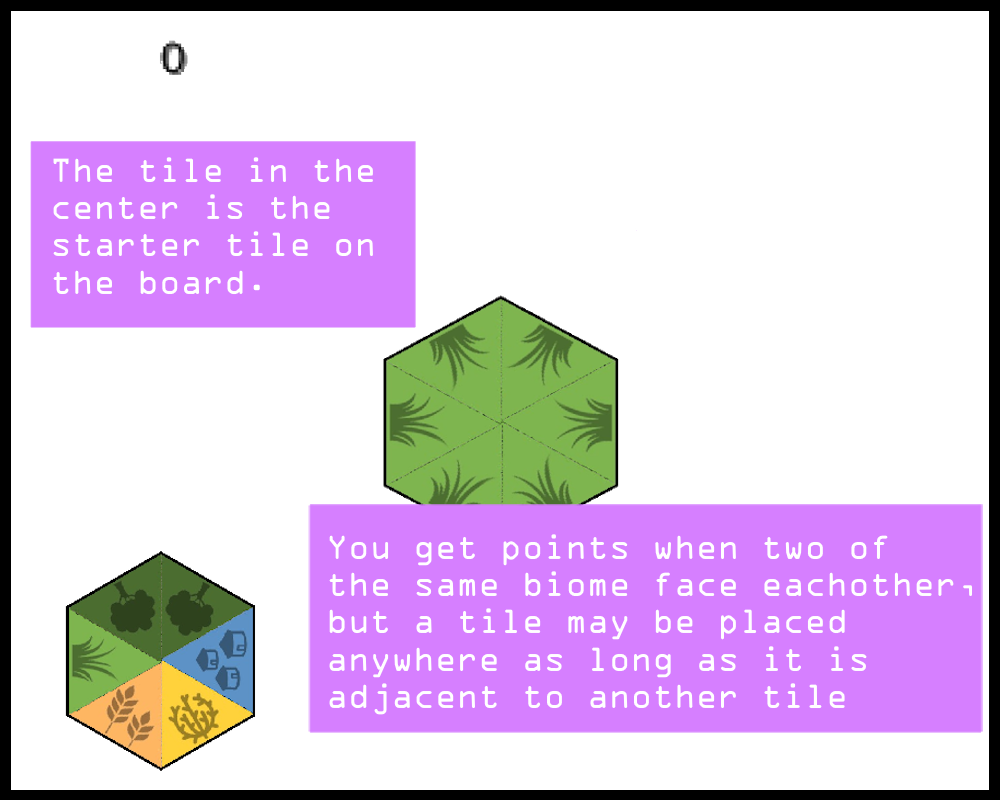 0
The tile in the
center is the
starter tile on
the board.
You get points when two of
the same biome face eachother,
but a tile may be placed
anywhere as long as it is
adjacent to another tile